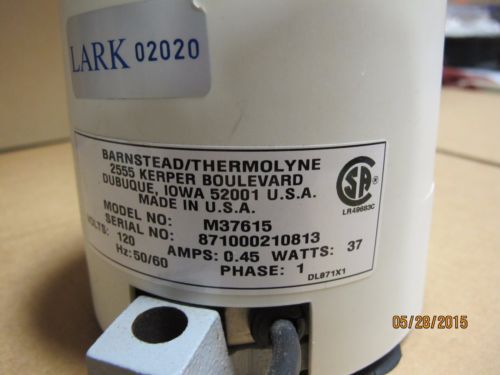 LARK 02020
BARNSTEAD/THERMOLYNE
2555 KERPER BOULEVARD
DUBUQUE, IOWA 52001 U.S.A.
MADE IN U.S.A.
MODEL NO: M37615
SERIAL NO: 871000210813
VOLTS: 120 AMPS: 0.45 WATTS: 37
Hz: 50/60 PHASE: 1
SA
LR49883C
DL871X1
05/28/2015